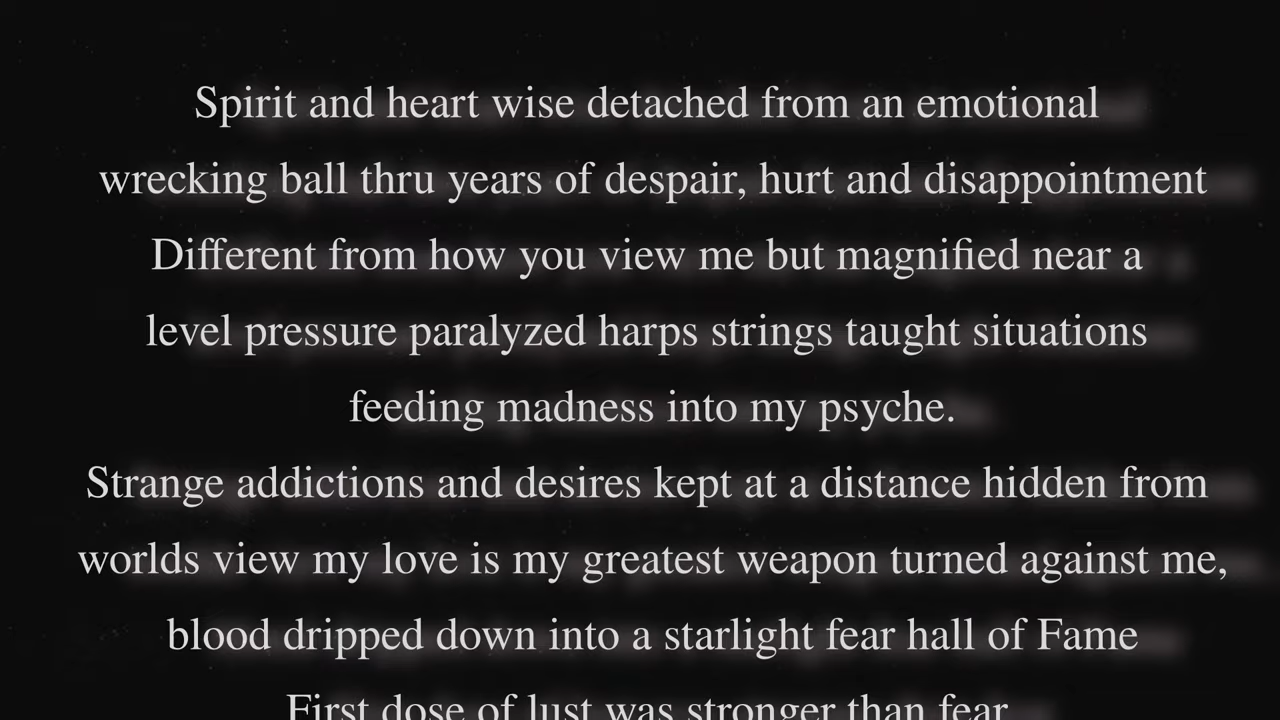 Spirit and heart wise detached from an emotional
wrecking ball thru years of despair, hurt and disappointment
Different from how you view me but magnified near a
level pressure paralyzed harps strings taught situations
feeding madness into my psyche.
Strange addictions and desires kept at a distance hidden from
worlds view my love is my greatest weapon turned against me,
blood dripped down into a starlight fear hall of Fame
First dose of lust was stronger than fear